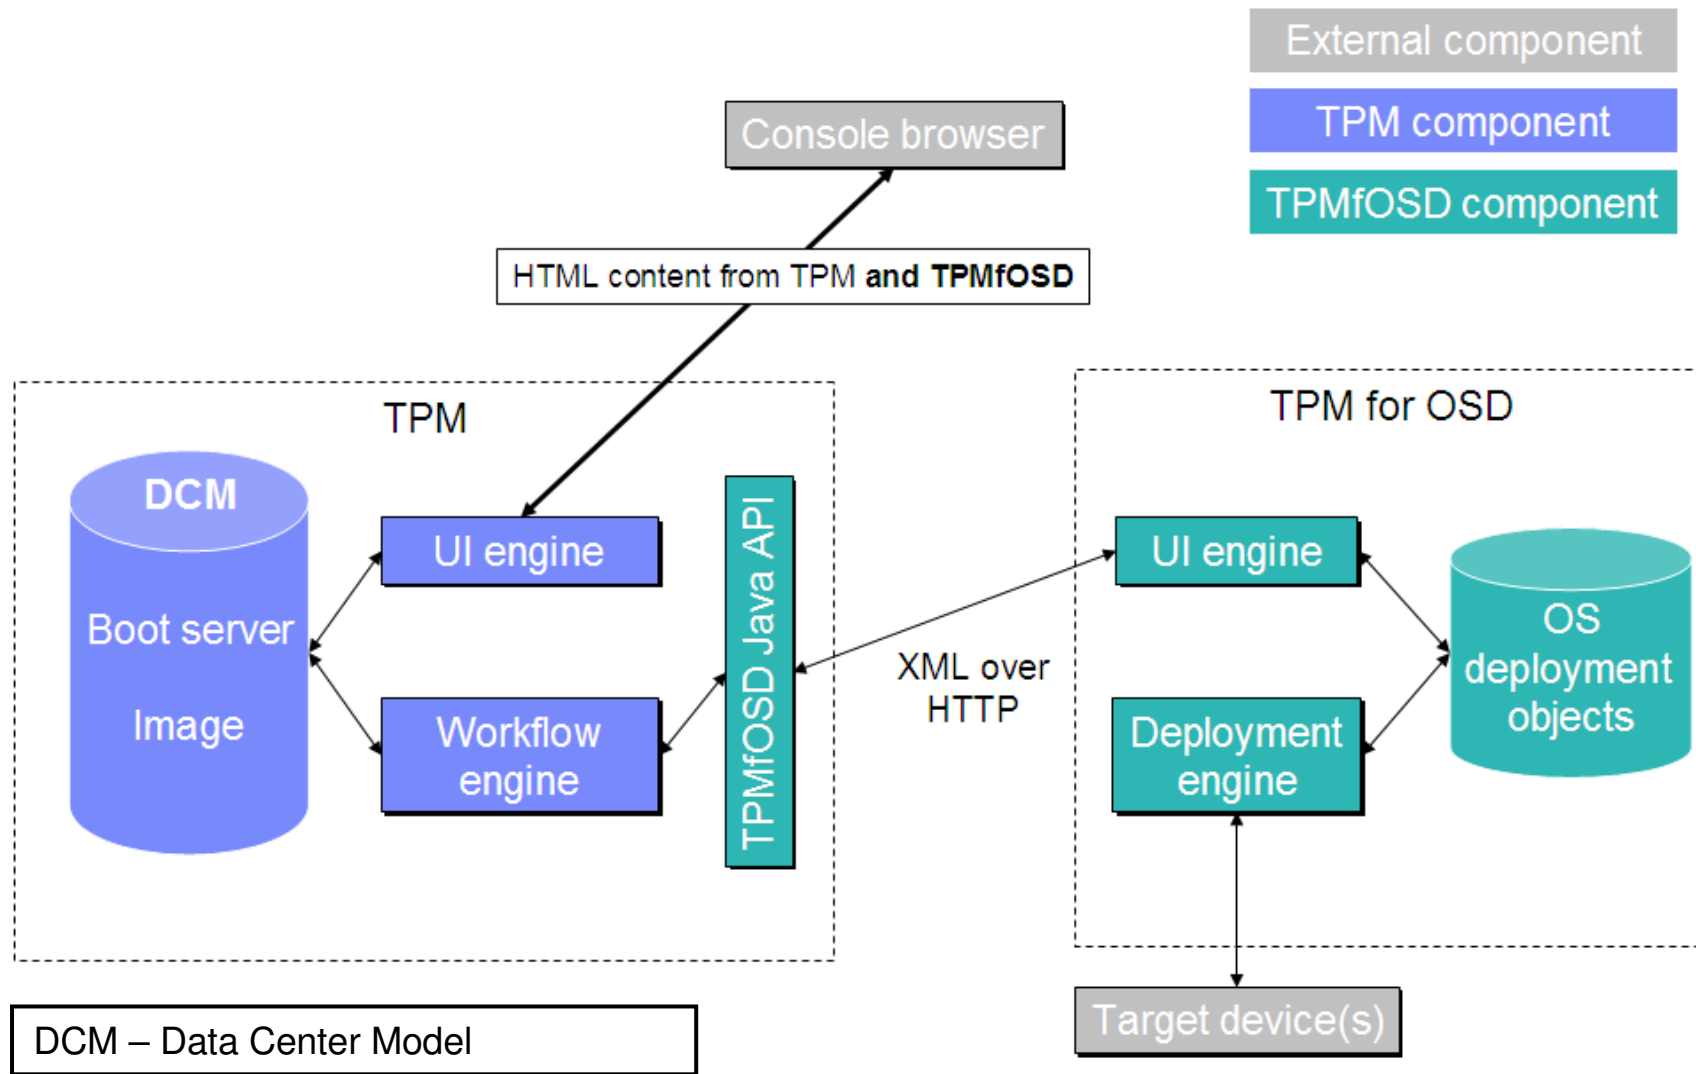 External component
TPM component
TPMfOSD component
Console browser
HTML content from TPM and TPMfOSD
TPM
DCM
Boot server
Image
UI engine
Workflow
engine
TPMfOSD Java API
XML over
HTTP
TPM for OSD
UI engine
Deployment
engine
OS
deployment
objects
Target device(s)
DCM – Data Center Model